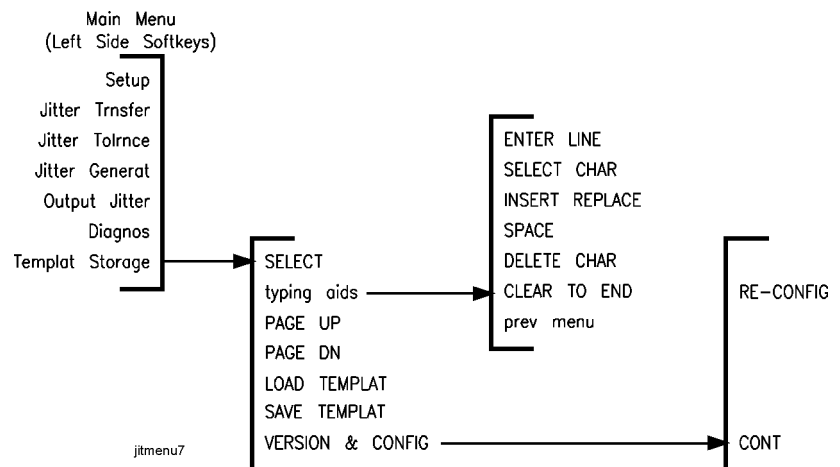 Main Menu
(Left Side Softkeys)
Setup
Jitter Trnsfer
Jitter Tolrnce
Jitter Generat
Output Jitter
Diagnos
Templat Storage
SELECT
typing aids
PAGE UP
PAGE DN
LOAD TEMPLAT
SAVE TEMPLAT
VERSION & CONFIG
ENTER LINE
SELECT CHAR
INSERT REPLACE
SPACE
DELETE CHAR
CLEAR TO END
prev menu
RE-CONFIG
CONT
jitmenu7